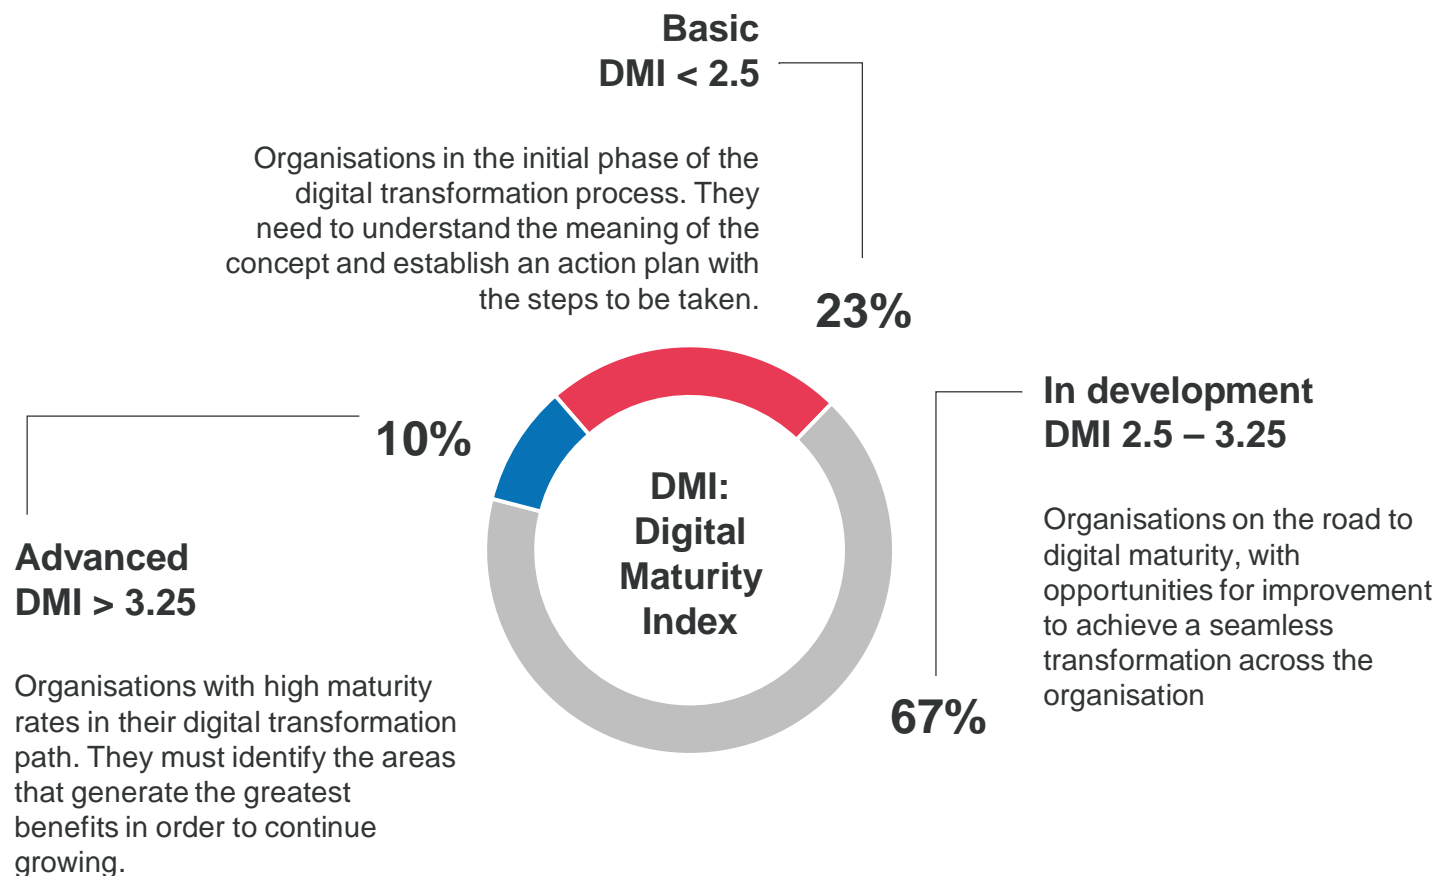 Basic
DMI < 2.5
Organisations in the initial phase of the
digital transformation process. They
need to understand the meaning of the
concept and establish an action plan with
the steps to be taken.
23%
10%
Advanced
DMI > 3.25
Organisations with high maturity
rates in their digital transformation
path. They must identify the areas
that generate the greatest
benefits in order to continue
growing.
DMI:
Digital
Maturity
Index
In development
DMI 2.5 – 3.25
Organisations on the road to
digital maturity, with
opportunities for improvement
to achieve a seamless
transformation across the
organisation
67%